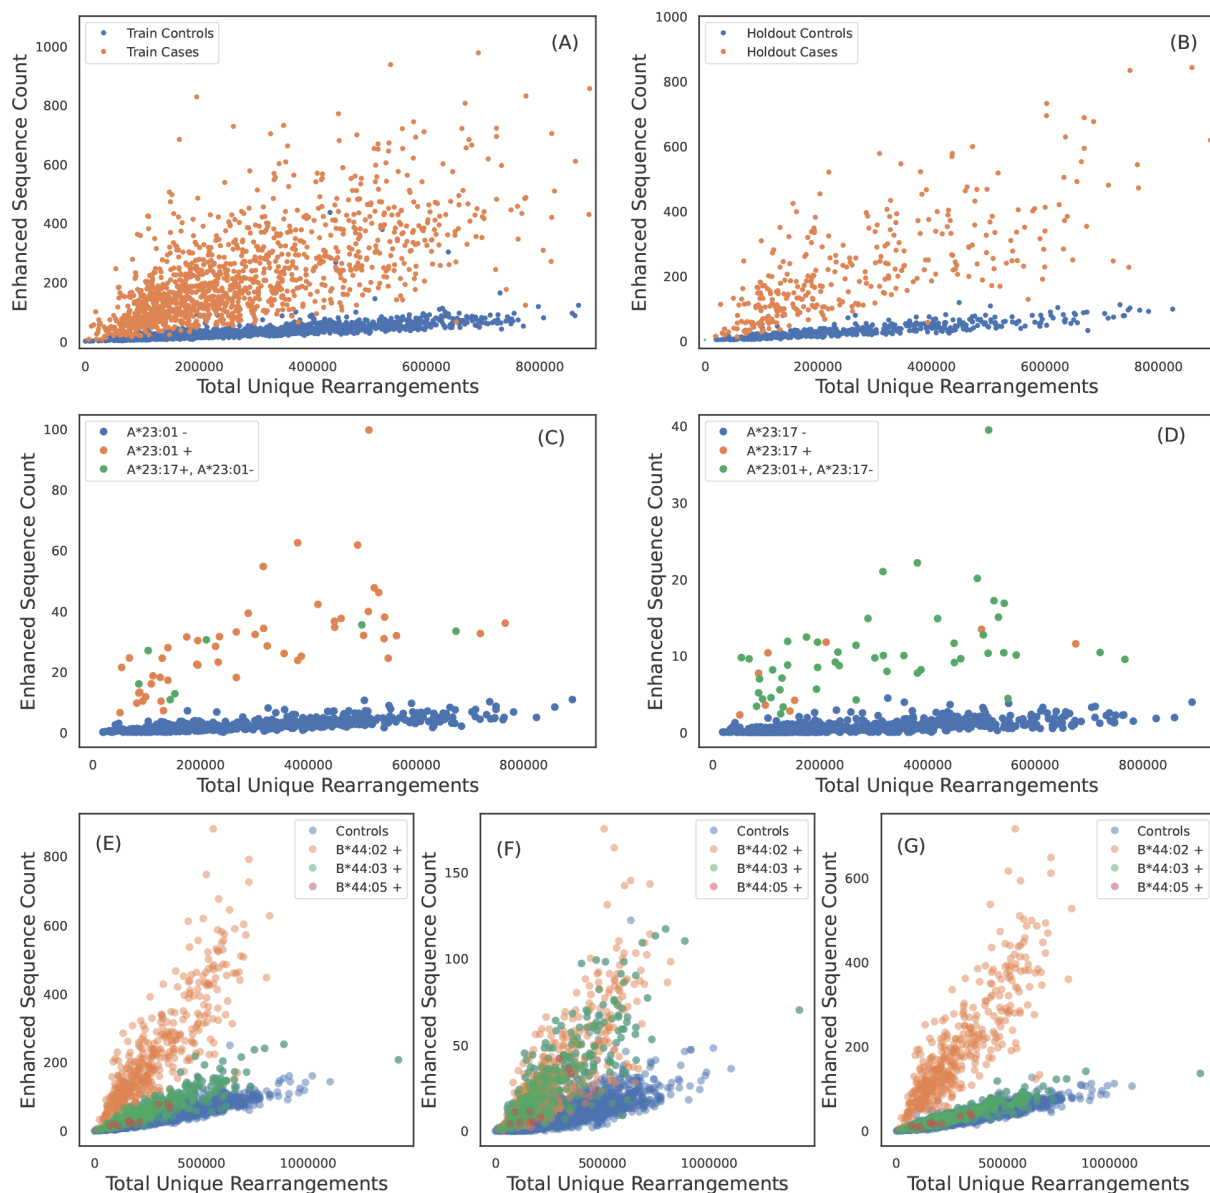 Train Controls
Train Cases
(A)
Enhanced Sequence Count
1000
800
600
400
200
0
0 200000 400000 600000 800000
Total Unique Rearrangements
Holdout Controls
Holdout Cases
(B)
Enhanced Sequence Count
1000
800
600
400
200
0
0 200000 400000 600000 800000
Total Unique Rearrangements
A*23:01 -
A*23:01 +
A*23:17+, A*23:01-
(C)
Enhanced Sequence Count
100
80
60
40
20
0
0 200000 400000 600000 800000
Total Unique Rearrangements
A*23:17 -
A*23:17 +
A*23:01+, A*23:17-
(D)
Enhanced Sequence Count
40
30
20
10
0
0 200000 400000 600000 800000
Total Unique Rearrangements
(E)
Controls
B*44:02 +
B*44:03 +
B*44:05 +
Enhanced Sequence Count
800
600
400
200
0
0 500000 1000000
Total Unique Rearrangements
(F)
Controls
B*44:02 +
B*44:03 +
B*44:05 +
Enhanced Sequence Count
150
100
50
0
0 500000 1000000
Total Unique Rearrangements
(G)
Controls
B*44:02 +
B*44:03 +
B*44:05 +
Enhanced Sequence Count
600
400
200
0
0 500000 1000000
Total Unique Rearrangements